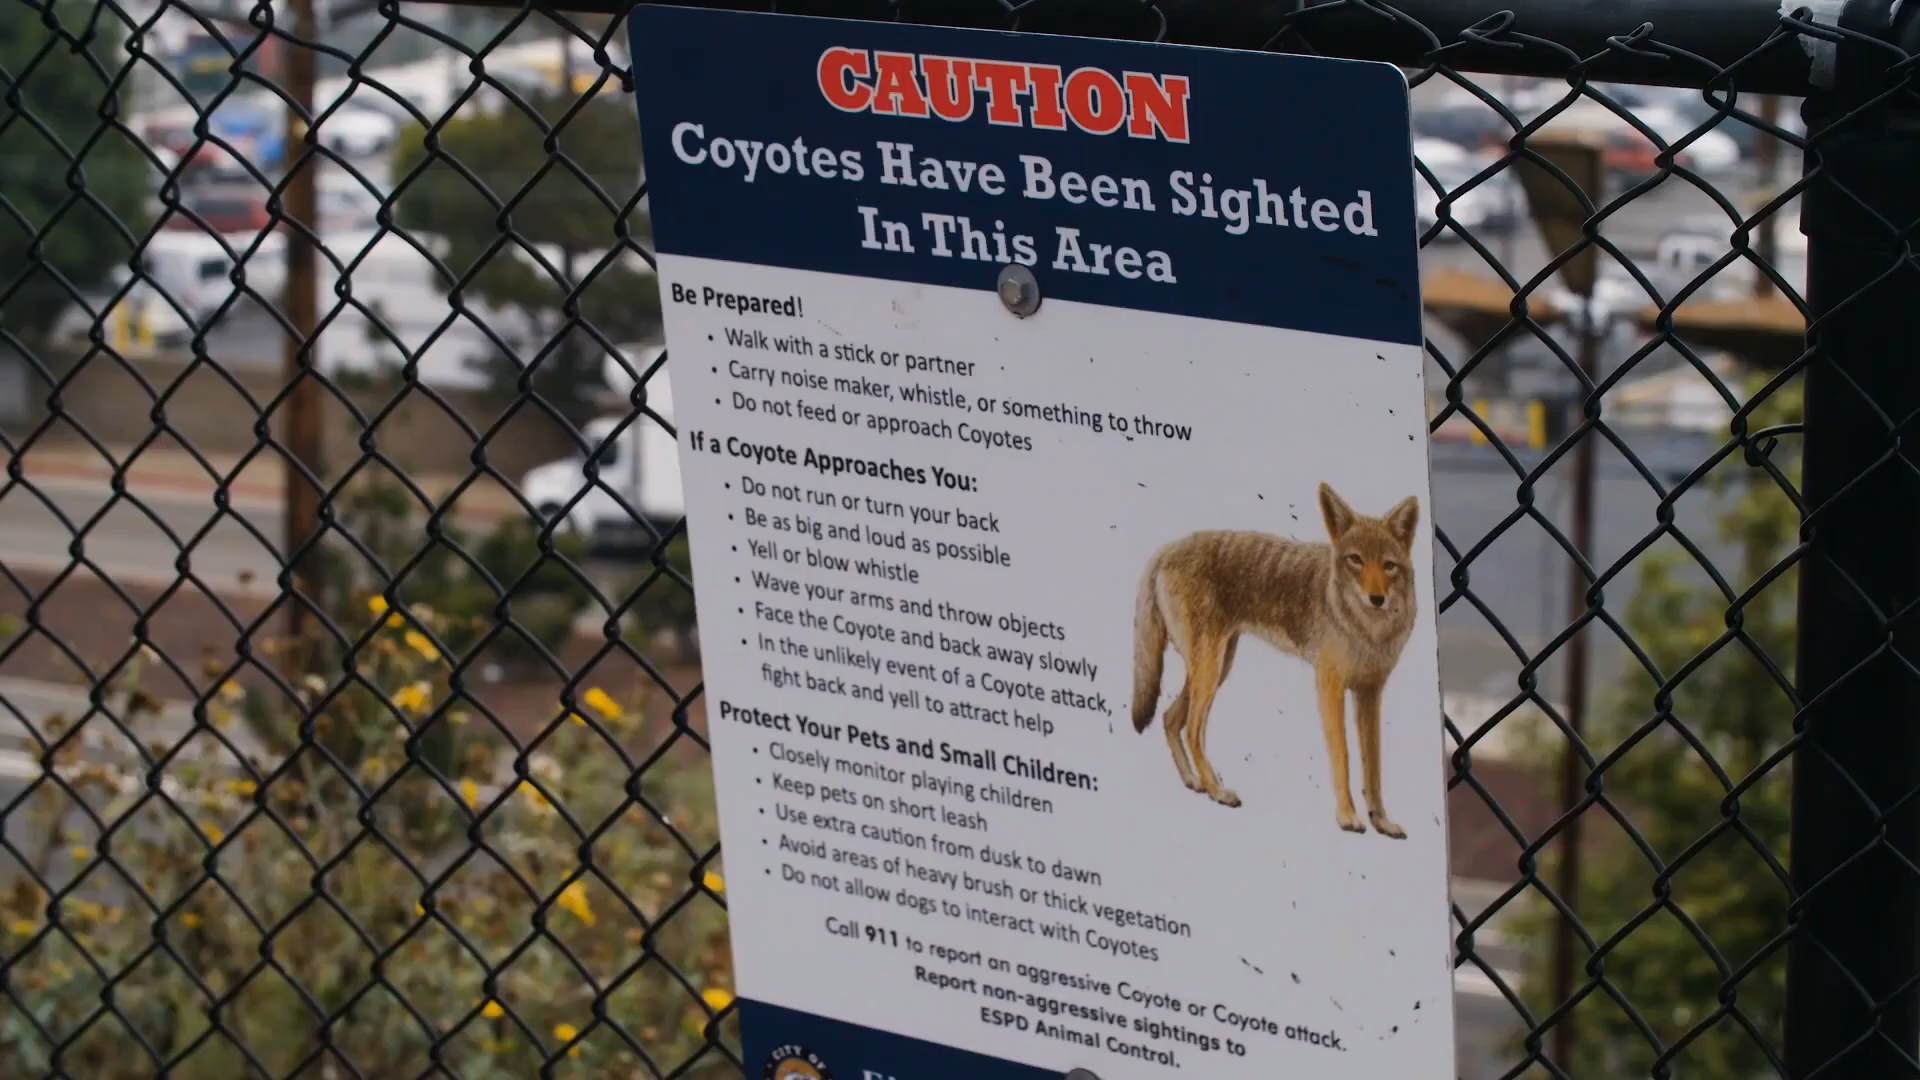 CAUTION
Coyotes Have Been Sighted
In This Area
Be Prepared!
• Walk with a stick or partner
• Carry noise maker, whistle, or something to throw
• Do not feed or approach Coyotes
If a Coyote Approaches You:
• Do not run or turn your back
• Be as big and loud as possible
• Yell or blow whistle
• Wave your arms and throw objects
• Face the Coyote and back away slowly
• In the unlikely event of a Coyote attack,
fight back and yell to attract help
Protect Your Pets and Small Children:
• Closely monitor playing children
• Keep pets on short leash
• Use extra caution from dusk to dawn
• Avoid areas of heavy brush or thick vegetation
• Do not allow dogs to interact with Coyotes
Call 911 to report an aggressive Coyote or Coyote attack.
Report non-aggressive sightings to
ESPD Animal Control.
CITY OF